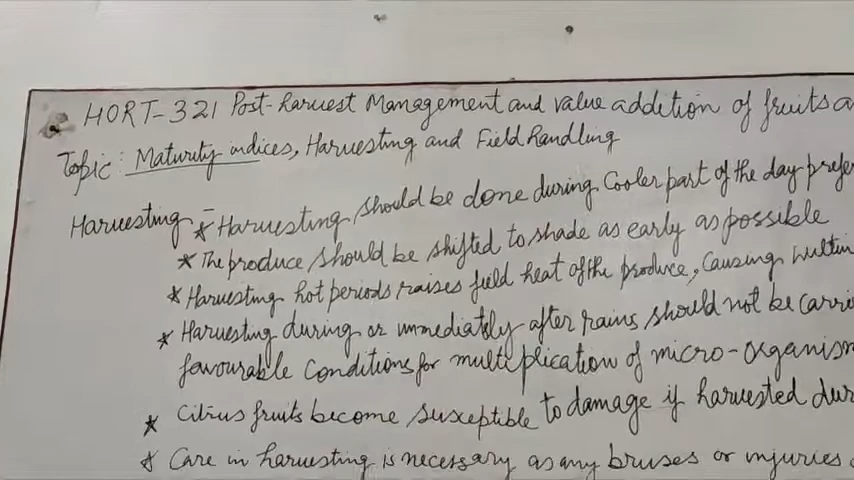 HORT-321 Post-harvest Management and value addition of fruits a
Topic: Maturity indices, Harvesting and Field handling
Harvesting :- * Harvesting should be done during Cooler part of the day prefer
* The produce should be shifted to shade as early as possible
* Harvesting hot periods raises field heat of the produce, causing
* Harvesting during or immediately after rains should not be carri
favourable conditions for multiplication of micro-organism
* Citrus fruits become susceptible to damage if harvested dur
* Care in harvesting is necessary as any bruses or injuries